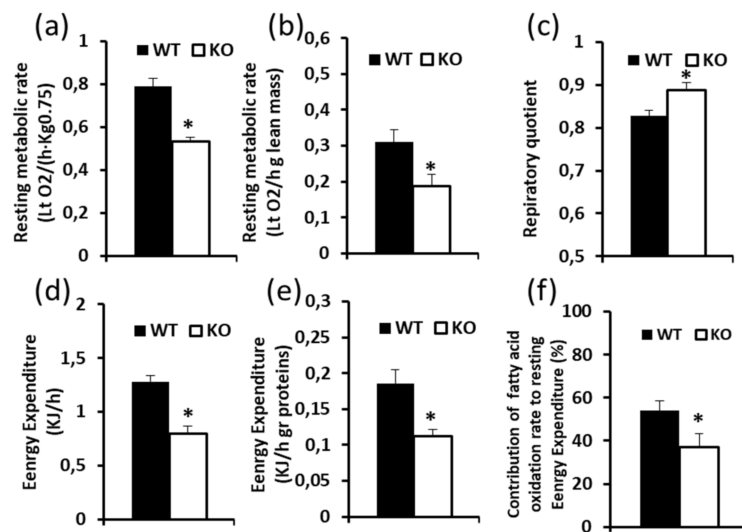 (a)
Resting metabolic rate
(Lt O2/(h·Kg0.75)
1
0,8
0,6
0,4
0,2
0
WT KO
*
(b)
Resting metabolic rate
(Lt O2/h g lean mass)
0,6
0,5
0,4
0,3
0,2
0,1
0
WT KO
*
(c)
Repiratory quotient
1
0,9
0,8
0,7
0,6
0,5
WT KO
*
(d)
Eenrgy Expenditure
(KJ/h)
2
1,5
1
0,5
0
WT KO
*
(e)
Eenrgy Expenditure
(KJ/h gr proteins)
0,3
0,25
0,2
0,15
0,1
0,05
0
WT KO
*
(f)
Contribution of fatty acid
oxidation rate to resting
Eenrgy Expenditure (%)
100
80
60
40
20
0
WT KO
*